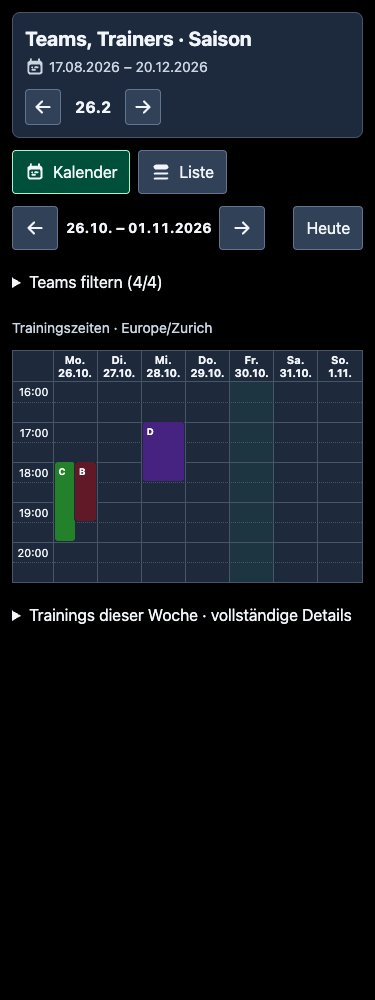 Teams, Trainers · Saison
17.08.2026 – 20.12.2026
26.2
Kalender
Liste
26.10. – 01.11.2026
Heute
Teams filtern (4/4)
Trainingszeiten · Europe/Zurich
Mo. Di. Mi. Do. Fr. Sa. So.
26.10. 27.10. 28.10. 29.10. 30.10. 31.10. 1.11.
16:00
17:00
D
18:00
C B
19:00
20:00
Trainings dieser Woche · vollständige Details